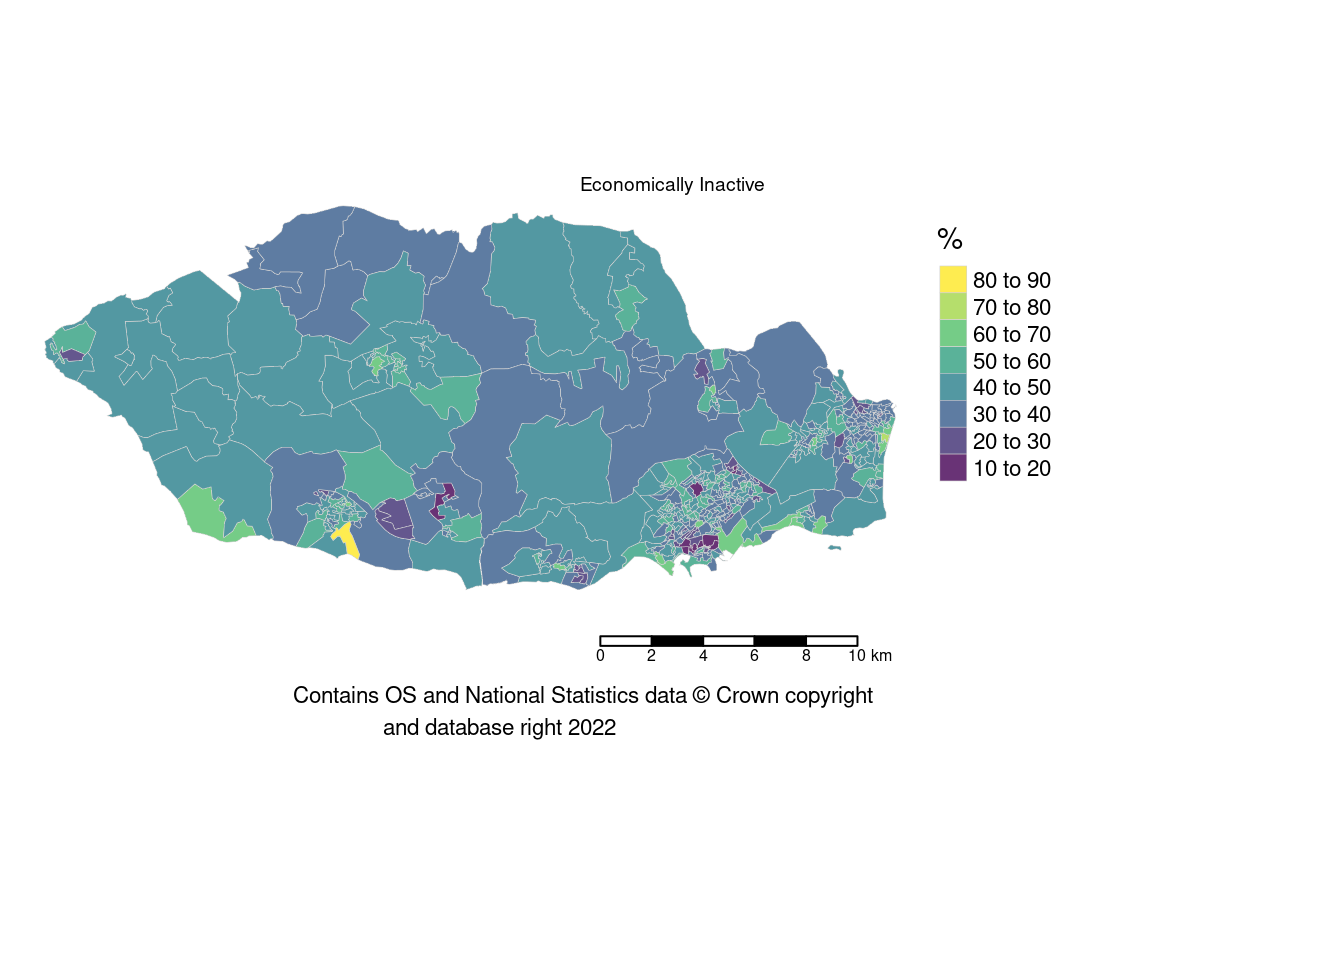 Economically Inactive
%
80 to 90
70 to 80
60 to 70
50 to 60
40 to 50
30 to 40
20 to 30
10 to 20
0 2 4 6 8 10 km
Contains OS and National Statistics data © Crown copyright
and database right 2022